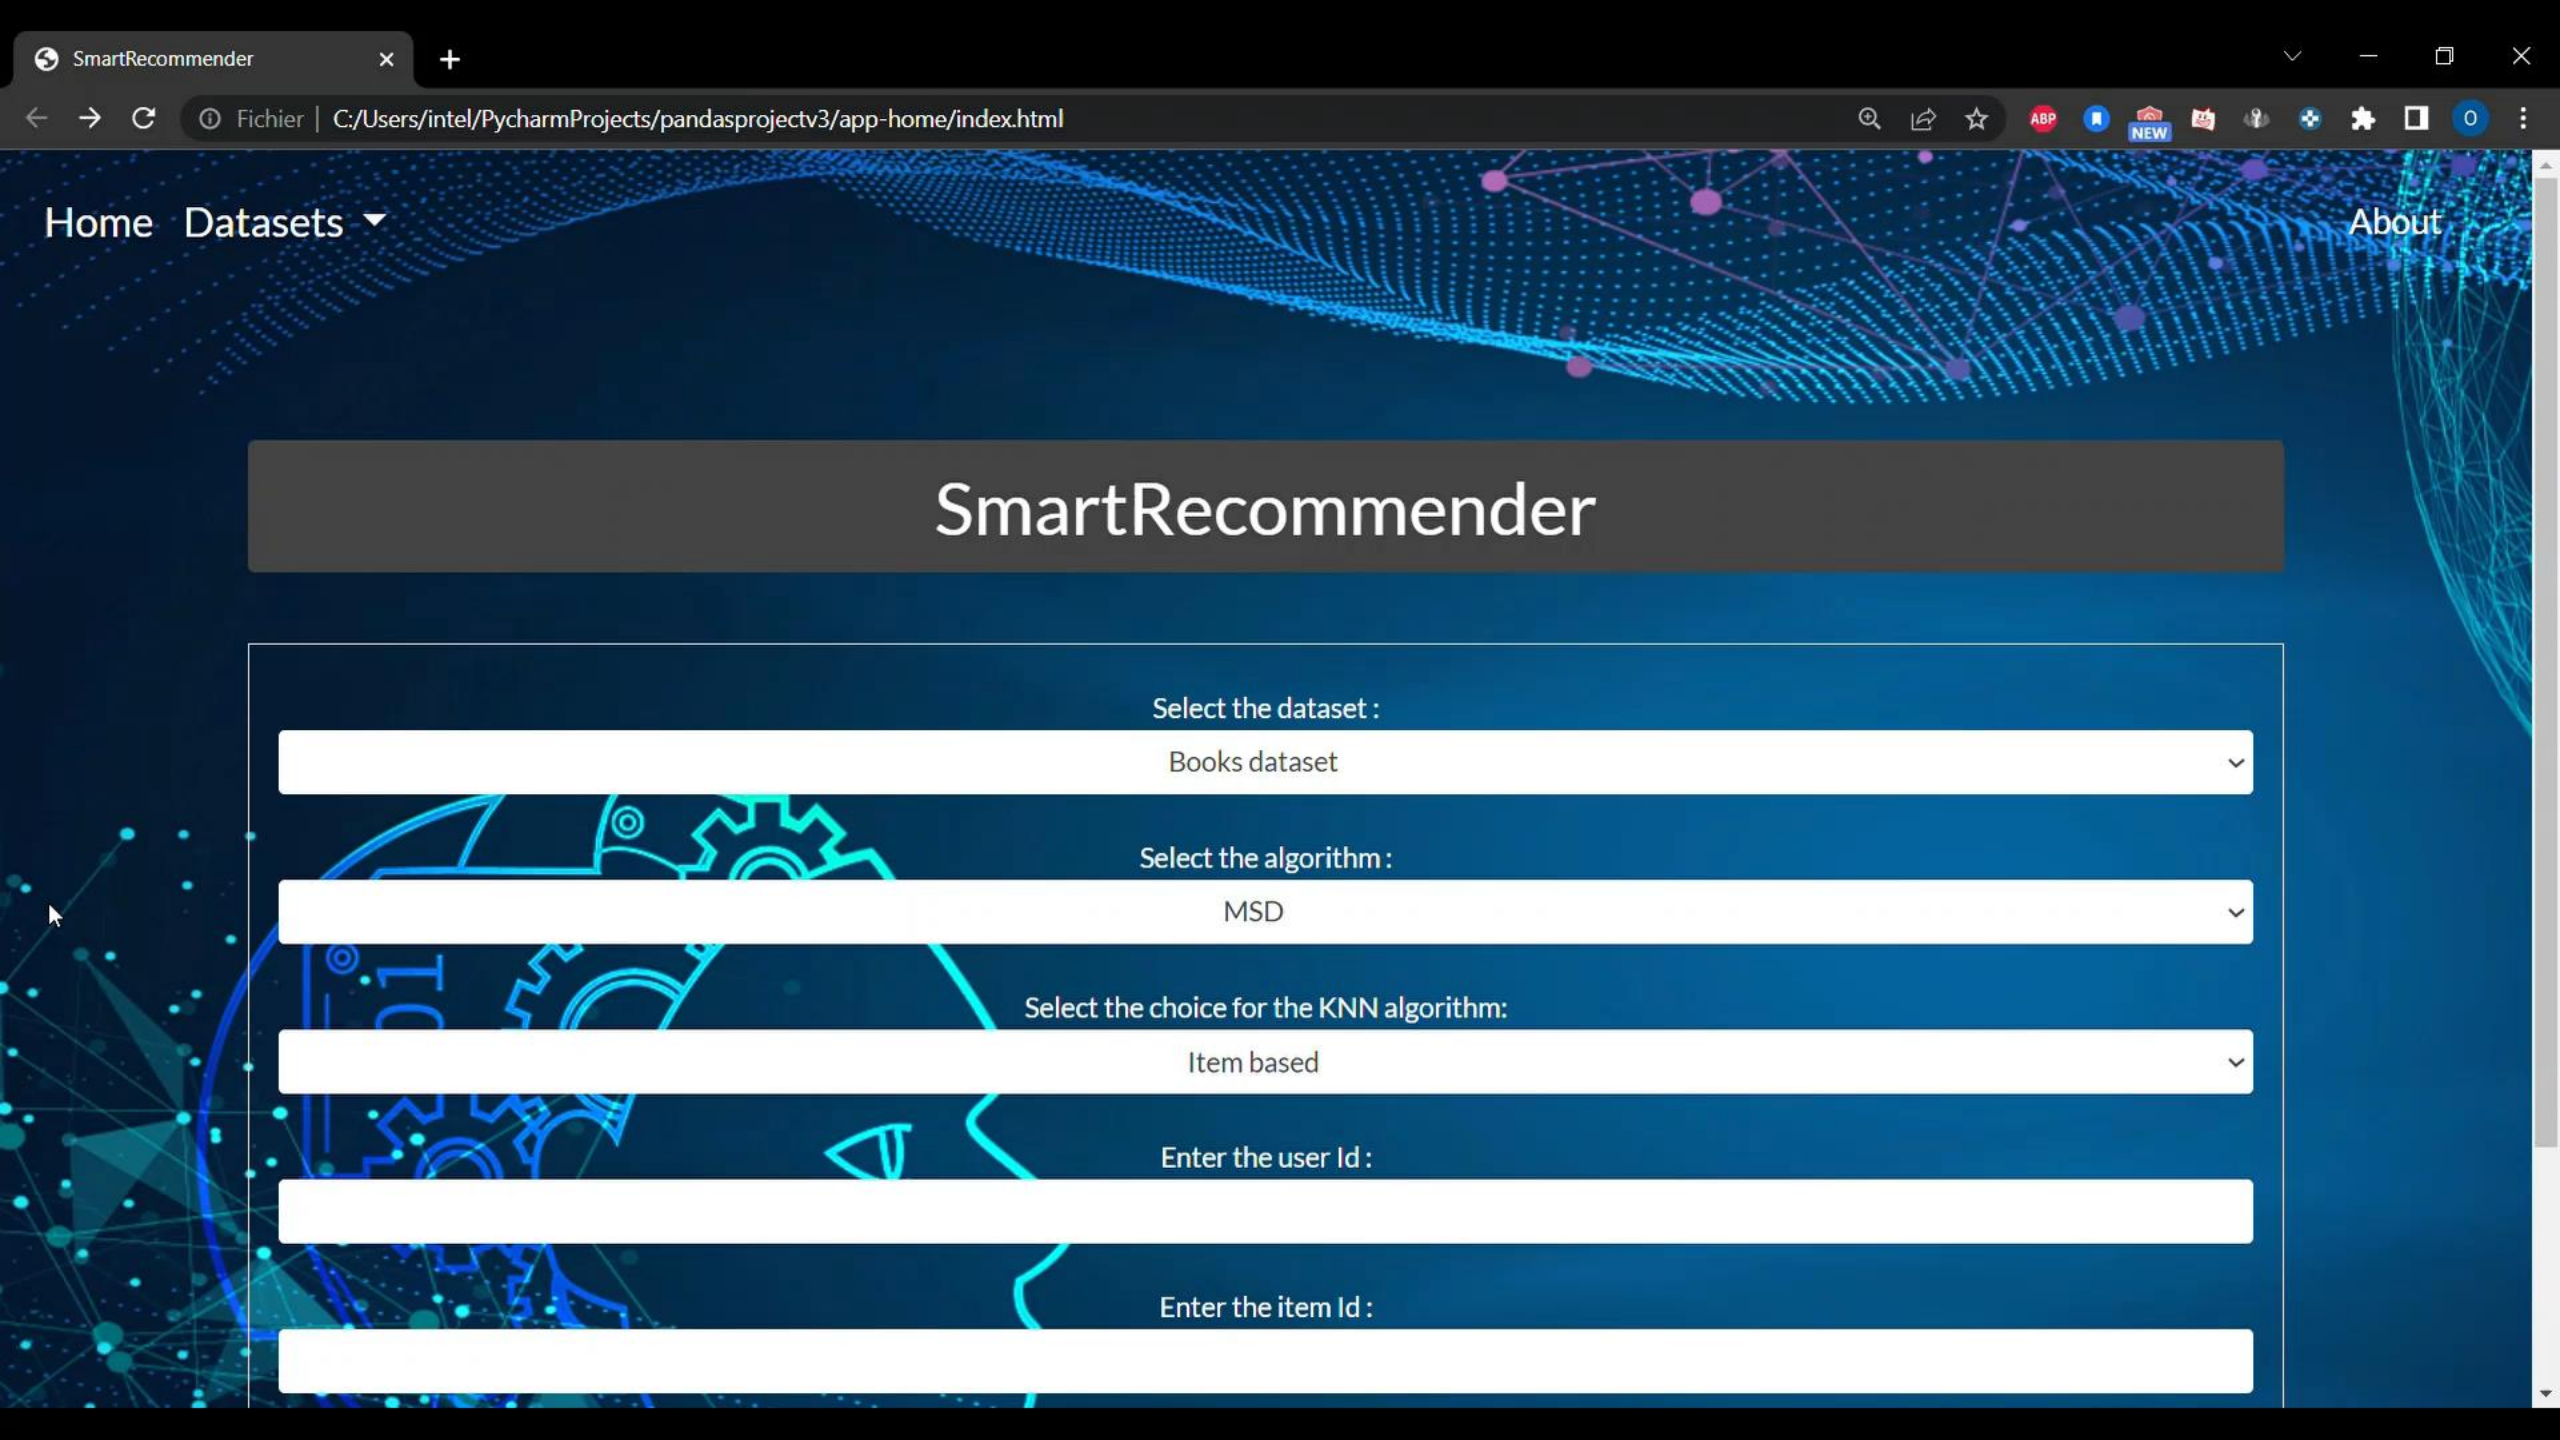 SmartRecommender
Fichier | C:/Users/intel/PycharmProjects/pandasprojectv3/app-home/index.html
ABP
NEW
O
Home Datasets
About
SmartRecommender
Select the dataset :
Books dataset
Select the algorithm :
MSD
Select the choice for the KNN algorithm:
Item based
Enter the user Id :
Enter the item Id :